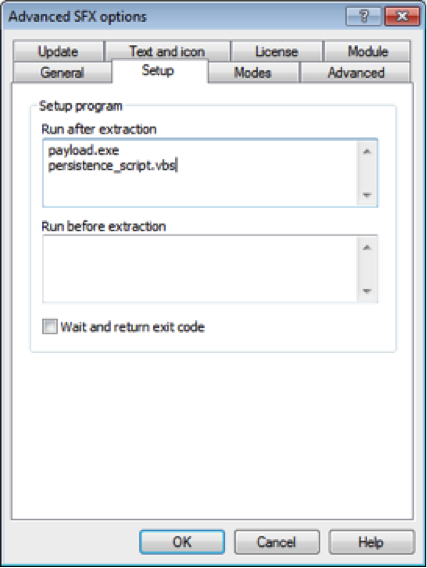 Advanced SFX options
Update Text and icon License Module
General Setup Modes Advanced
Setup program
Run after extraction
payload.exe
persistence_script.vbs
Run before extraction
Wait and return exit code
OK Cancel Help